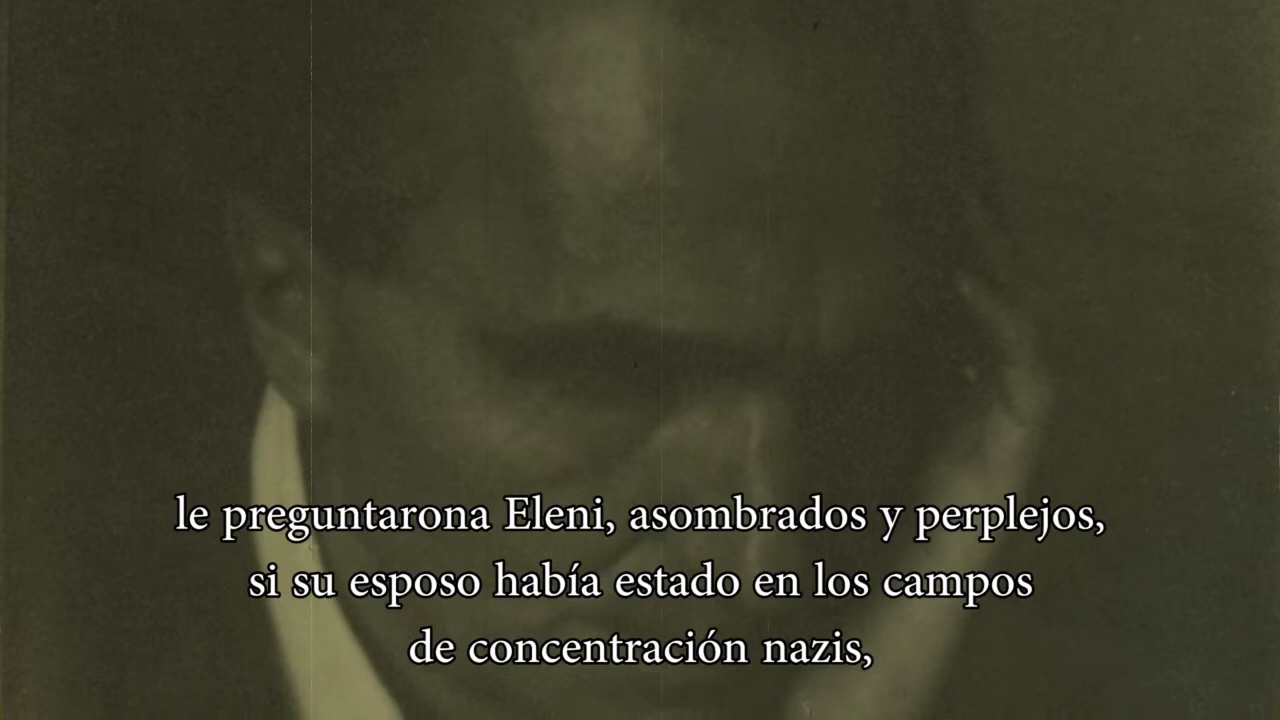 le preguntarona Eleni, asombrados y perplejos,
si su esposo había estado en los campos
de concentración nazis,